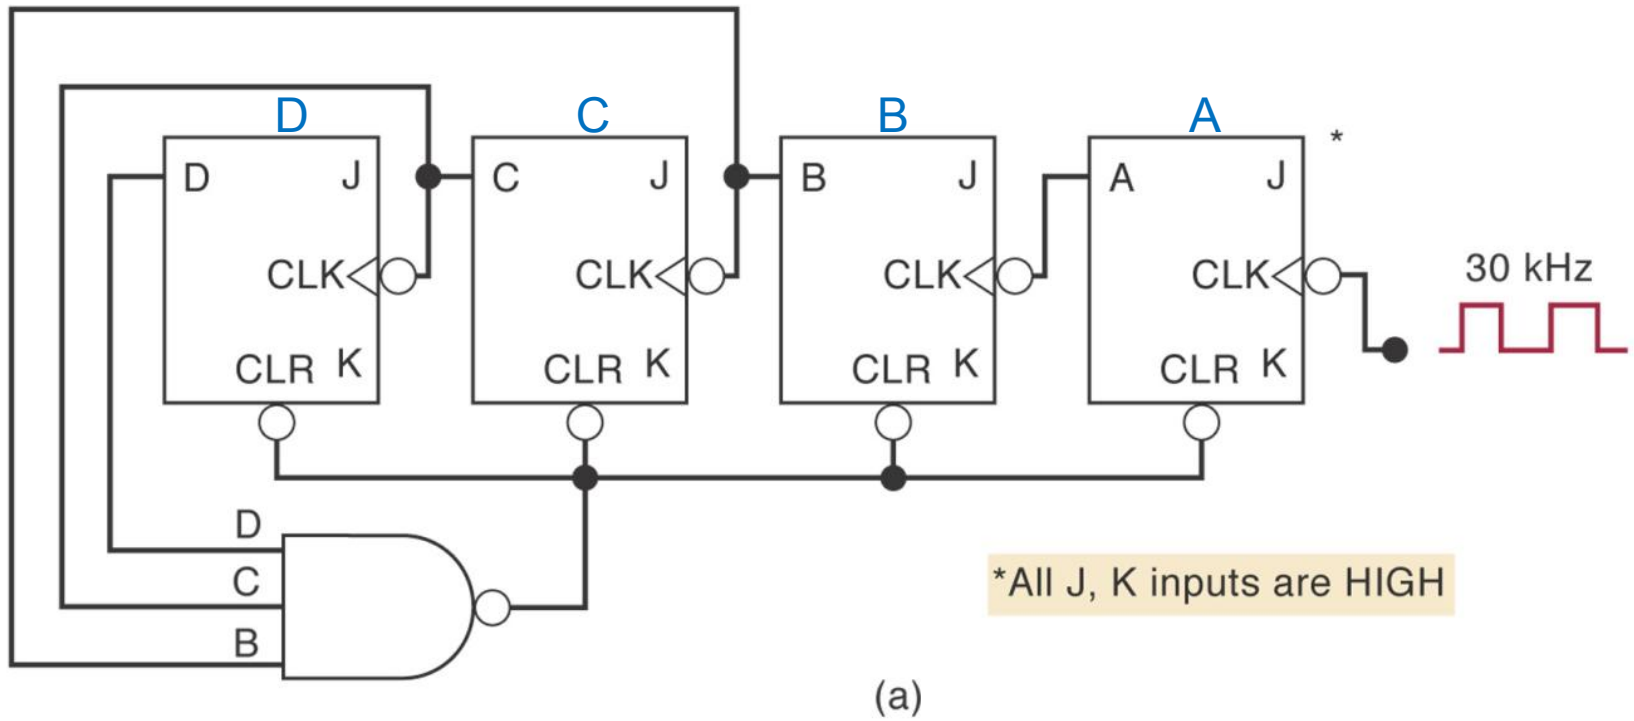 D C B A
*
D J C J B J A J
CLK CLK CLK CLK
30 kHz
CLR K CLR K CLR K CLR K
D
C
B
*All J, K inputs are HIGH
(a)